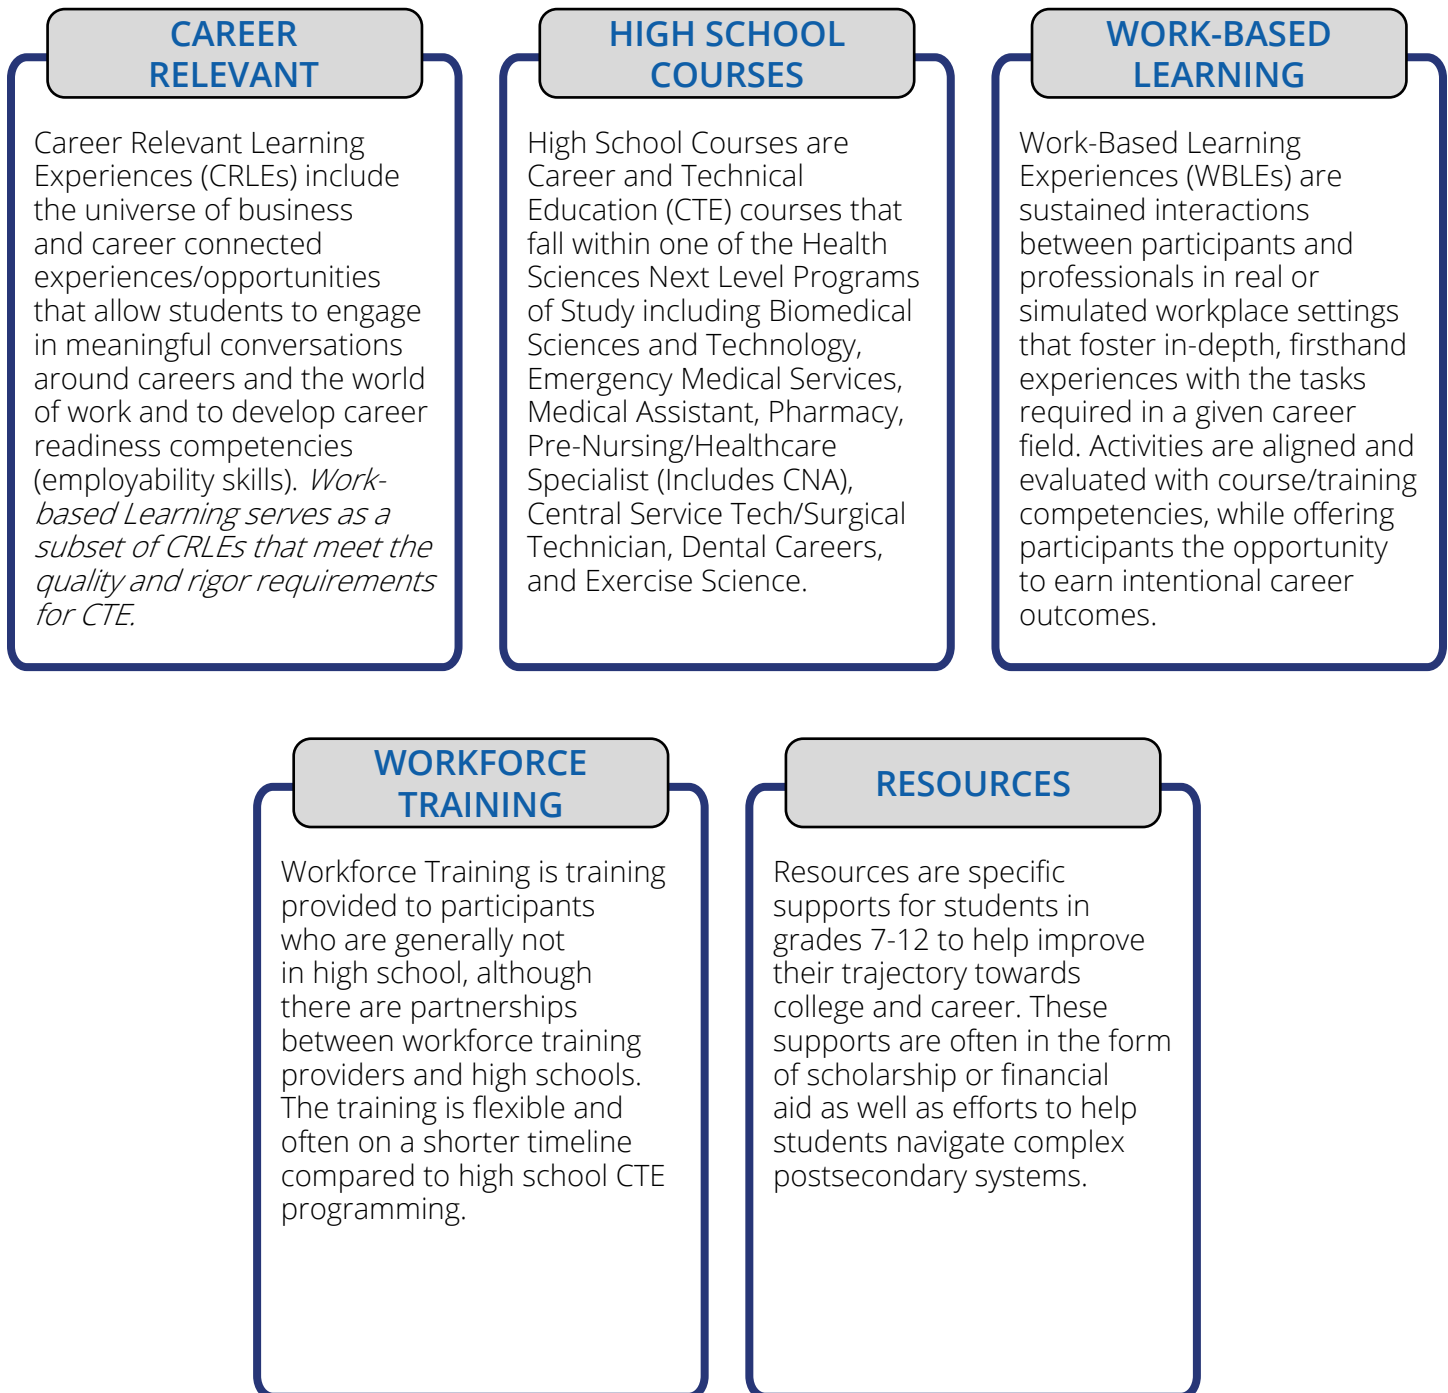 CAREER
RELEVANT
Career Relevant Learning
Experiences (CRLEs) include
the universe of business
and career connected
experiences/opportunities
that allow students to engage
in meaningful conversations
around careers and the world
of work and to develop career
readiness competencies
(employability skills). Work-
based Learning serves as a
subset of CRLEs that meet the
quality and rigor requirements
for CTE.
HIGH SCHOOL
COURSES
High School Courses are
Career and Technical
Education (CTE) courses that
fall within one of the Health
Sciences Next Level Programs
of Study including Biomedical
Sciences and Technology,
Emergency Medical Services,
Medical Assistant, Pharmacy,
Pre-Nursing/Healthcare
Specialist (Includes CNA),
Central Service Tech/Surgical
Technician, Dental Careers,
and Exercise Science.
WORK-BASED
LEARNING
Work-Based Learning
Experiences (WBLEs) are
sustained interactions
between participants and
professionals in real or
simulated workplace settings
that foster in-depth, firsthand
experiences with the tasks
required in a given career
field. Activities are aligned and
evaluated with course/training
competencies, while offering
participants the opportunity
to earn intentional career
outcomes.
WORKFORCE
TRAINING
Workforce Training is training
provided to participants
who are generally not
in high school, although
there are partnerships
between workforce training
providers and high schools.
The training is flexible and
often on a shorter timeline
compared to high school CTE
programming.
RESOURCES
Resources are specific
supports for students in
grades 7-12 to help improve
their trajectory towards
college and career. These
supports are often in the form
of scholarship or financial
aid as well as efforts to help
students navigate complex
postsecondary systems.